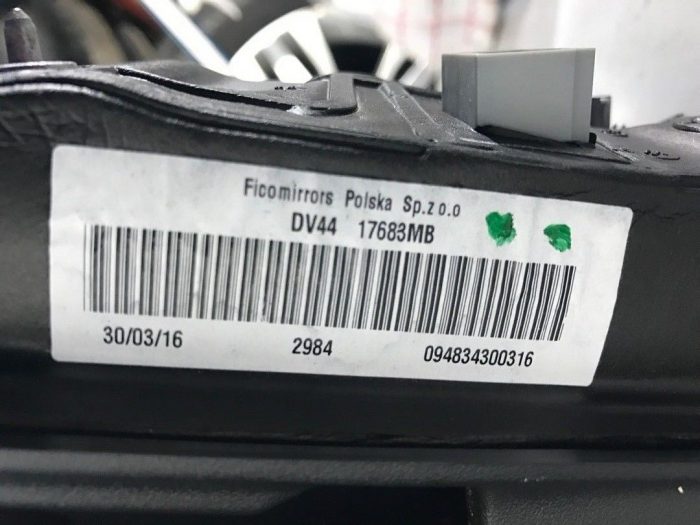 Ficomirrors Polska Sp.z o.o
DV44 17683MB
30/03/16 2984 094834300316